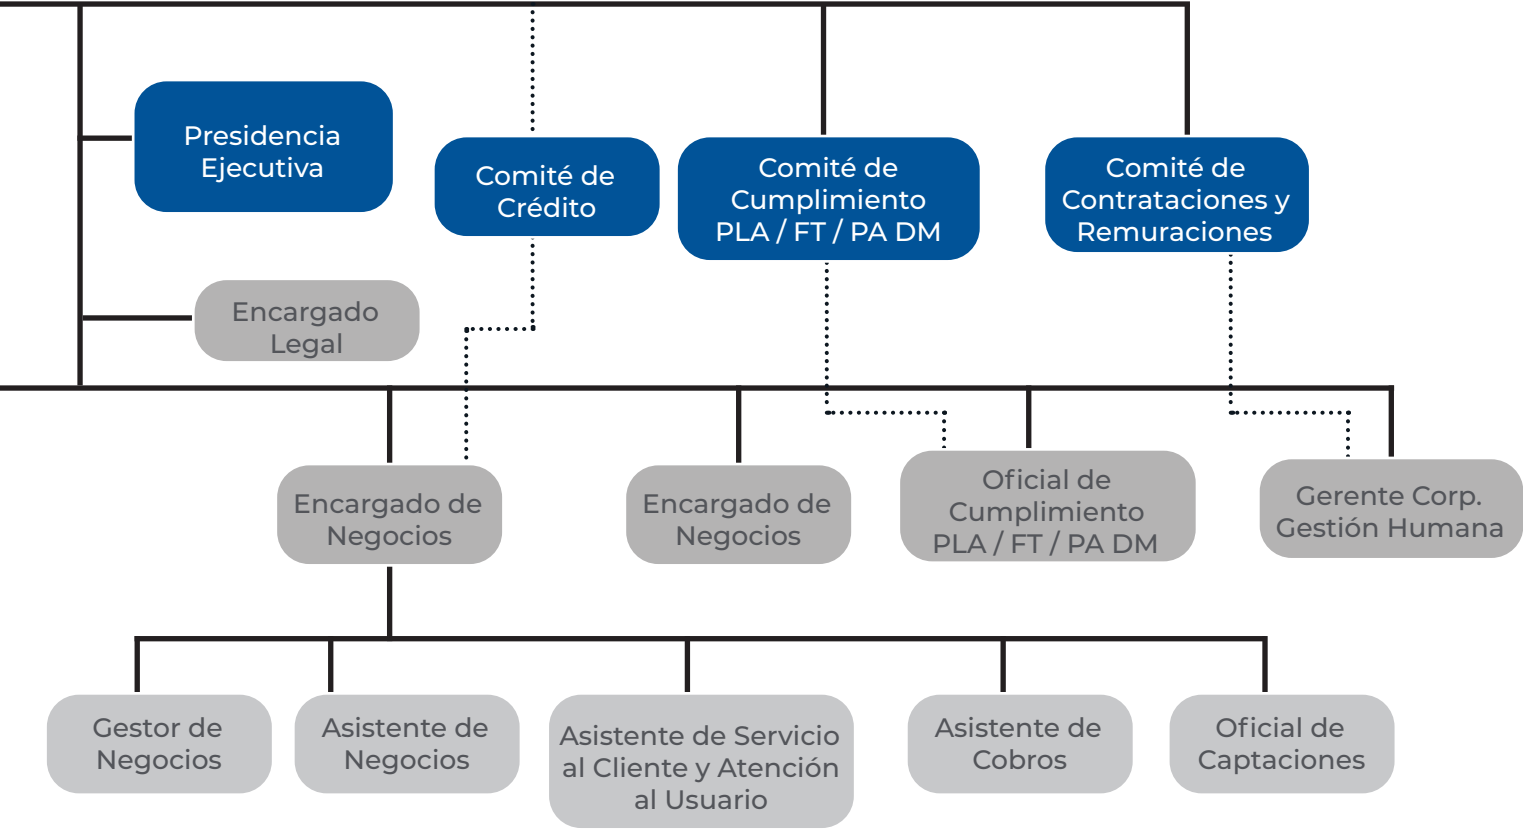 Presidencia
Ejecutiva
Comité de
Crédito
Comité de
Cumplimiento
PLA / FT / PA DM
Comité de
Contrataciones y
Remuraciones
Encargado
Legal
Encargado de
Negocios
Encargado de
Negocios
Oficial de
Cumplimiento
PLA / FT / PA DM
Gerente Corp.
Gestión Humana
Gestor de
Negocios
Asistente de
Negocios
Asistente de Servicio
al Cliente y Atención
al Usuario
Asistente de
Cobros
Oficial de
Captaciones